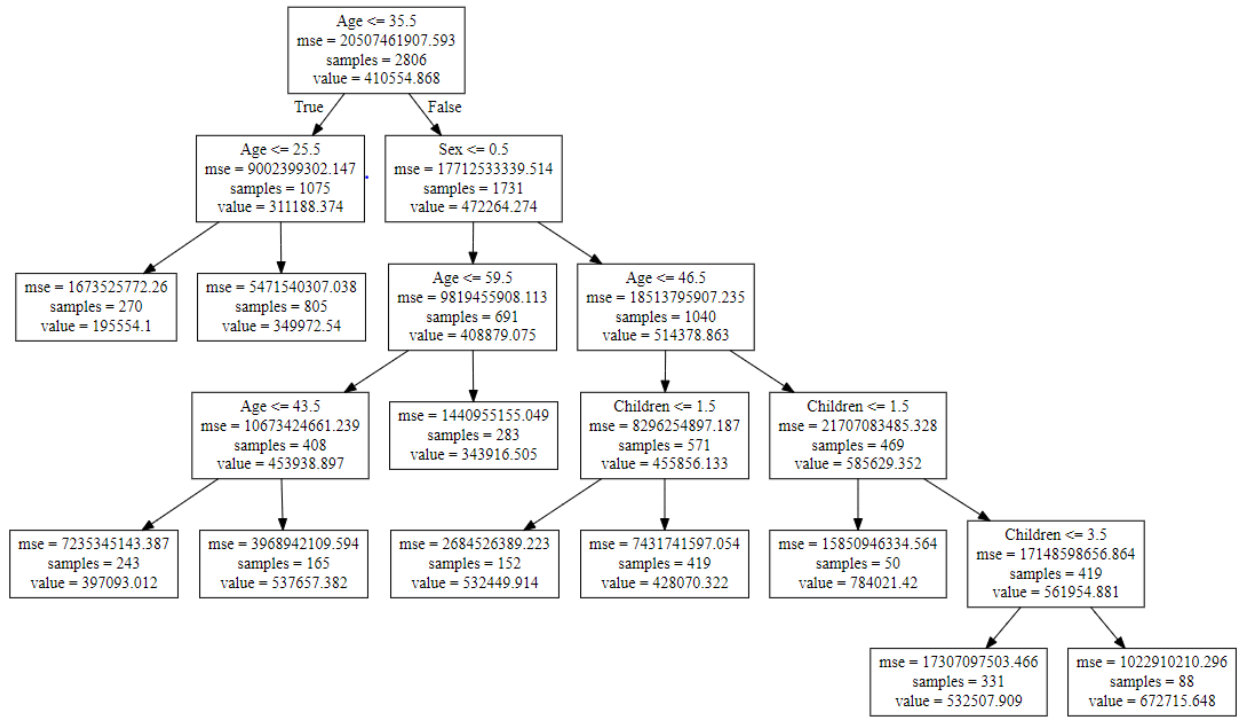 Age <= 35.5
mse = 20507461907.593
samples = 2806
value = 410554.868
True
False
Age <= 25.5
mse = 9002399302.147
samples = 1075
value = 311188.374
Sex <= 0.5
mse = 17712533339.514
samples = 1731
value = 472264.274
mse = 1673525772.26
samples = 270
value = 195554.1
mse = 5471540307.038
samples = 805
value = 349972.54
Age <= 59.5
mse = 9819455908.113
samples = 691
value = 408879.075
Age <= 46.5
mse = 18513795907.235
samples = 1040
value = 514378.863
Age <= 43.5
mse = 10673424661.239
samples = 408
value = 453938.897
mse = 1440955155.049
samples = 283
value = 343916.505
Children <= 1.5
mse = 8296254897.187
samples = 571
value = 455856.133
Children <= 1.5
mse = 21707083485.328
samples = 469
value = 585629.352
mse = 7235345143.387
samples = 243
value = 397093.012
mse = 3968942109.594
samples = 165
value = 537657.382
mse = 2684526389.223
samples = 152
value = 532449.914
mse = 7431741597.054
samples = 419
value = 428070.322
mse = 15850946334.564
samples = 50
value = 784021.42
Children <= 3.5
mse = 17148598656.864
samples = 419
value = 561954.881
mse = 17307097503.466
samples = 331
value = 532507.909
mse = 1022910210.296
samples = 88
value = 672715.648